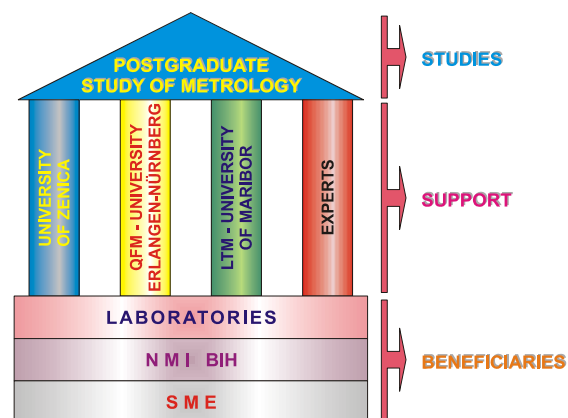 POSTGRADUATE
STUDY OF METROLOGY
STUDIES
UNIVERSITY
OF ZENICA
QFM - UNIVERSITY
ERLANGEN-NÜRNBERG
LTM - UNIVERSITY
OF MARIBOR
EXPERTS
SUPPORT
LABORATORIES
NMI BIH
SME
BENEFICIARIES